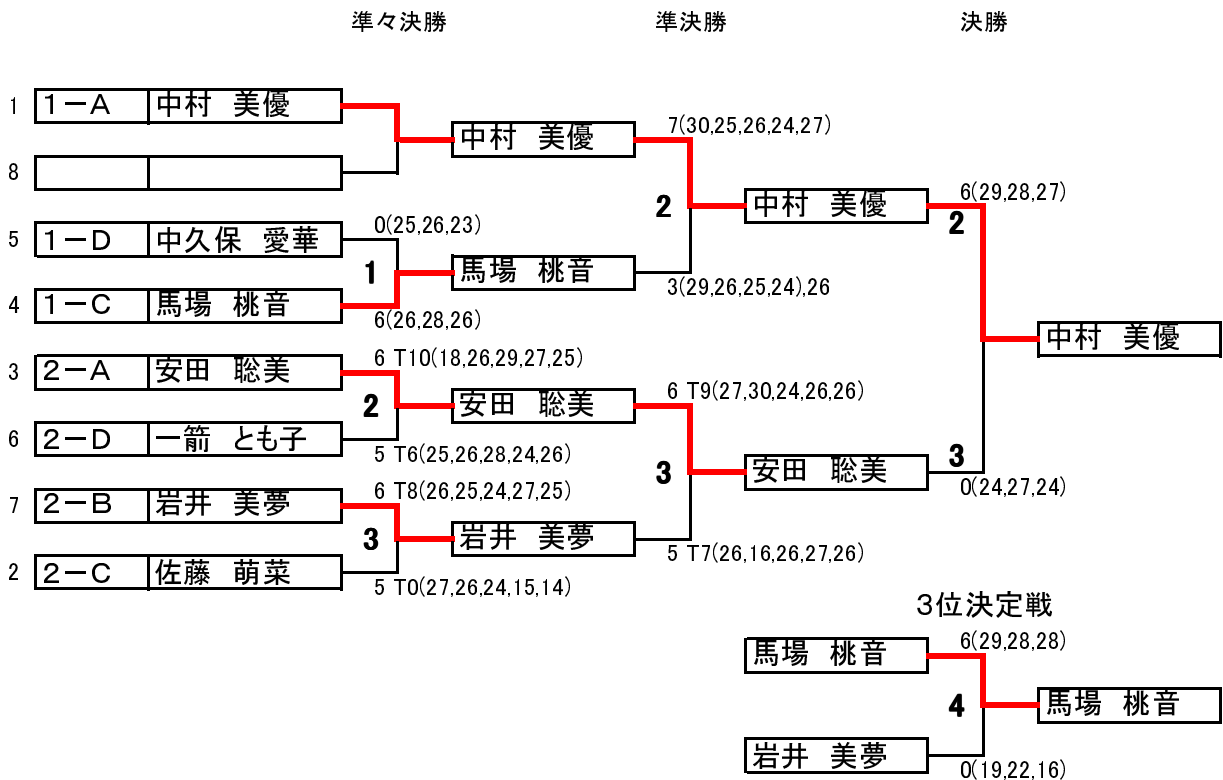 準々決勝 準決勝 決勝
1 1－A 中村 美優
中村 美優 7(30,25,26,24,27)
8
2 中村 美優 6(29,28,27)
2
5 1－D 中久保 愛華 0(25,26,23)
1 馬場 桃音 3(29,26,25,24),26
4 1－C 馬場 桃音 6(26,28,26)
中村 美優
3 2－A 安田 聡美 6 T10(18,26,29,27,25)
2 安田 聡美 6 T9(27,30,24,26,26)
6 2－D 一箭 とも子 5 T6(25,26,28,24,26)
3 安田 聡美 3 0(24,27,24)
7 2－B 岩井 美夢 6 T8(26,25,24,27,25)
3 岩井 美夢 5 T7(26,16,26,27,26)
2 2－C 佐藤 萌菜 5 T0(27,26,24,15,14)
3位決定戦
馬場 桃音 6(29,28,28)
4 馬場 桃音
岩井 美夢 0(19,22,16)